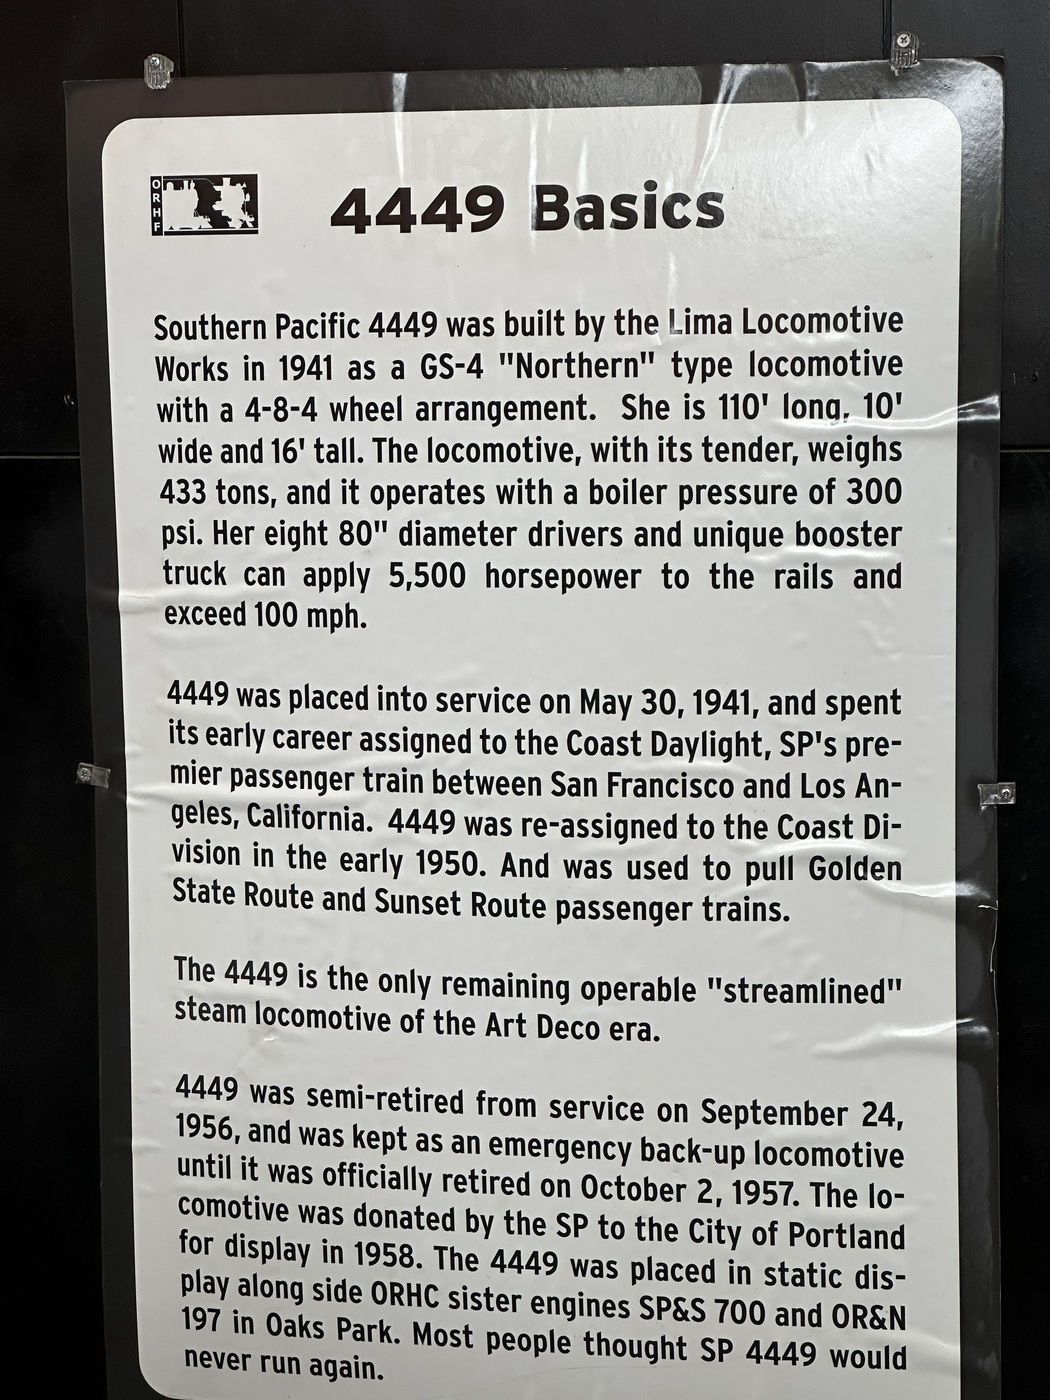 ORHF
4449 Basics
Southern Pacific 4449 was built by the Lima Locomotive
Works in 1941 as a GS-4 "Northern" type locomotive
with a 4-8-4 wheel arrangement. She is 110' long, 10'
wide and 16' tall. The locomotive, with its tender, weighs
433 tons, and it operates with a boiler pressure of 300
psi. Her eight 80" diameter drivers and unique booster
truck can apply 5,500 horsepower to the rails and
exceed 100 mph.
4449 was placed into service on May 30, 1941, and spent
its early career assigned to the Coast Daylight, SP's pre-
mier passenger train between San Francisco and Los An-
geles, California. 4449 was re-assigned to the Coast Di-
vision in the early 1950. And was used to pull Golden
State Route and Sunset Route passenger trains.
The 4449 is the only remaining operable "streamlined"
steam locomotive of the Art Deco era.
4449 was semi-retired from service on September 24,
1956, and was kept as an emergency back-up locomotive
until it was officially retired on October 2, 1957. The lo-
comotive was donated by the SP to the City of Portland
for display in 1958. The 4449 was placed in static dis-
play along side ORHC sister engines SP&S 700 and OR&N
197 in Oaks Park. Most people thought SP 4449 would
never run again.